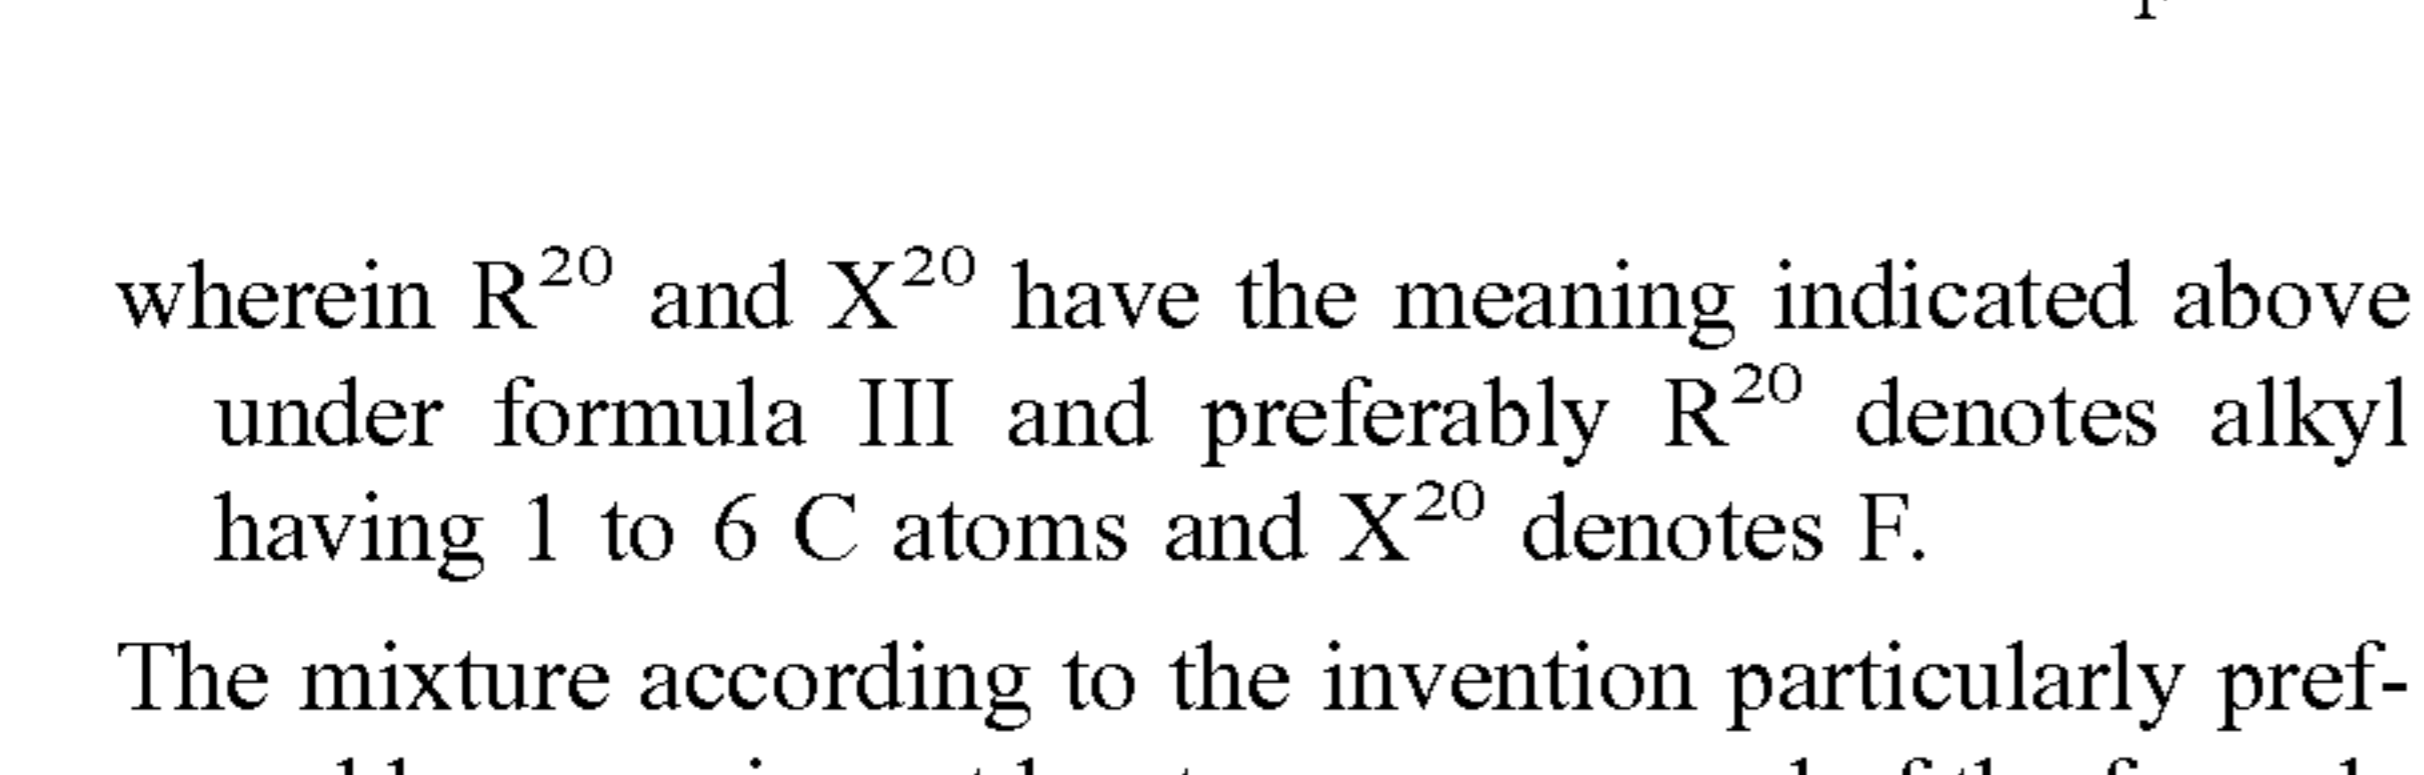 wherein R²⁰ and X²⁰ have the meaning indicated above
under formula III and preferably R²⁰ denotes alkyl
having 1 to 6 C atoms and X²⁰ denotes F.
The mixture according to the invention particularly pref-